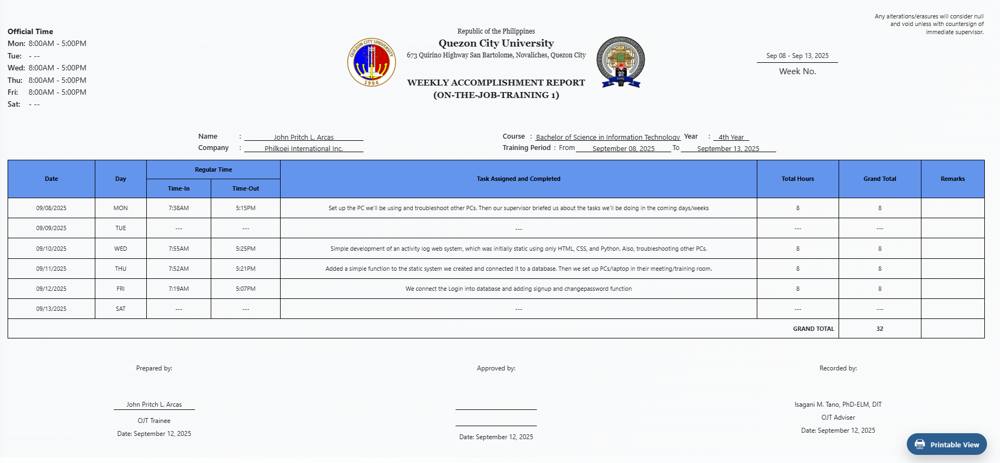 Any alterations/erasures will consider null
and void unless with countersign of
immediate supervisor.
Official Time
Mon: 8:00AM - 5:00PM
Tue: - --
Wed: 8:00AM - 5:00PM
Thu: 8:00AM - 5:00PM
Fri: 8:00AM - 5:00PM
Sat: - --
QUEZON CITY UNIVERSITY
1994
Republic of the Philippines
Quezon City University
673 Quirino Highway San Bartolome, Novaliches, Quezon City
WEEKLY ACCOMPLISHMENT REPORT
(ON-THE-JOB-TRAINING 1)
2005
Sep 08 - Sep 13, 2025
Week No.
Name : John Pritch L. Arcas
Course : Bachelor of Science in Information Technology Year : 4th Year
Company : Philkoei International Inc.
Training Period : From September 08, 2025 To September 13, 2025
Date Day Regular Time Task Assigned and Completed Total Hours Grand Total Remarks
Time-In Time-Out
09/08/2025 MON 7:38AM 5:15PM Set up the PC we'll be using and troubleshoot other PCs. Then our supervisor briefed us about the tasks we'll be doing in the coming days/weeks 8 8
09/09/2025 TUE --- --- --- --- ---
09/10/2025 WED 7:55AM 5:25PM Simple development of an activity log web system, which was initially static using only HTML, CSS, and Python. Also, troubleshooting other PCs. 8 8
09/11/2025 THU 7:52AM 5:21PM Added a simple function to the static system we created and connected it to a database. Then we set up PCs/laptop in their meeting/training room. 8 8
09/12/2025 FRI 7:19AM 5:07PM We connect the Login into database and adding signup and changepassword function 8 8
09/13/2025 SAT --- --- --- --- ---
GRAND TOTAL 32
Prepared by: Approved by: Recorded by:
John Pritch L. Arcas
Isagani M. Tano, PhD-ELM, DIT
OJT Trainee
OJT Adviser
Date: September 12, 2025
Date: September 12, 2025
Date: September 12, 2025
Printable View